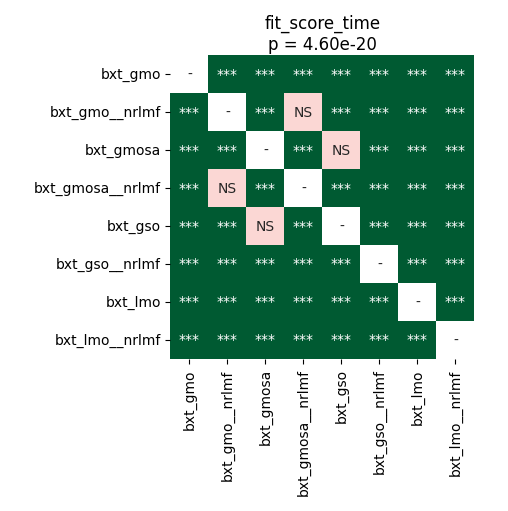 fit_score_time
p = 4.60e-20
bxt_gmo - *** *** *** *** *** *** ***
bxt_gmo__nrlmf *** - *** NS *** *** *** ***
bxt_gmosa *** *** - *** NS *** *** ***
bxt_gmosa__nrlmf *** NS *** - *** *** *** ***
bxt_gso *** *** NS *** - *** *** ***
bxt_gso__nrlmf *** *** *** *** *** - *** ***
bxt_lmo *** *** *** *** *** *** - ***
bxt_lmo__nrlmf *** *** *** *** *** *** *** -
bxt_gmo
bxt_gmo__nrlmf
bxt_gmosa
bxt_gmosa__nrlmf
bxt_gso
bxt_gso__nrlmf
bxt_lmo
bxt_lmo__nrlmf